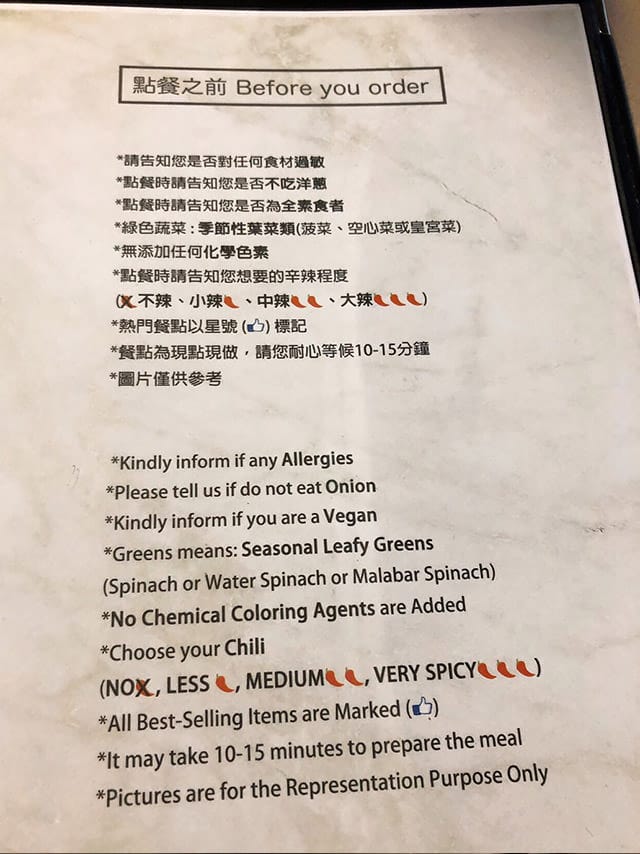 點餐之前 Before you order
*請告知您是否對任何食材過敏
*點餐時請告知您是否不吃洋蔥
*點餐時請告知您是否為全素食者
*綠色蔬菜：季節性葉菜類(菠菜、空心菜或皇宮菜)
*無添加任何化學色素
*點餐時請告知您想要的辛辣程度
(不辣、小辣、中辣、大辣)
*熱門餐點以星號(👍)標記
*餐點為現點現做，請您耐心等候10-15分鐘
*圖片僅供參考
*Kindly inform if any Allergies
*Please tell us if do not eat Onion
*Kindly inform if you are a Vegan
*Greens means: Seasonal Leafy Greens
(Spinach or Water Spinach or Malabar Spinach)
*No Chemical Coloring Agents are Added
*Choose your Chili
(NO, LESS, MEDIUM, VERY SPICY)
*All Best-Selling Items are Marked (👍)
*It may take 10-15 minutes to prepare the meal
*Pictures are for the Representation Purpose Only